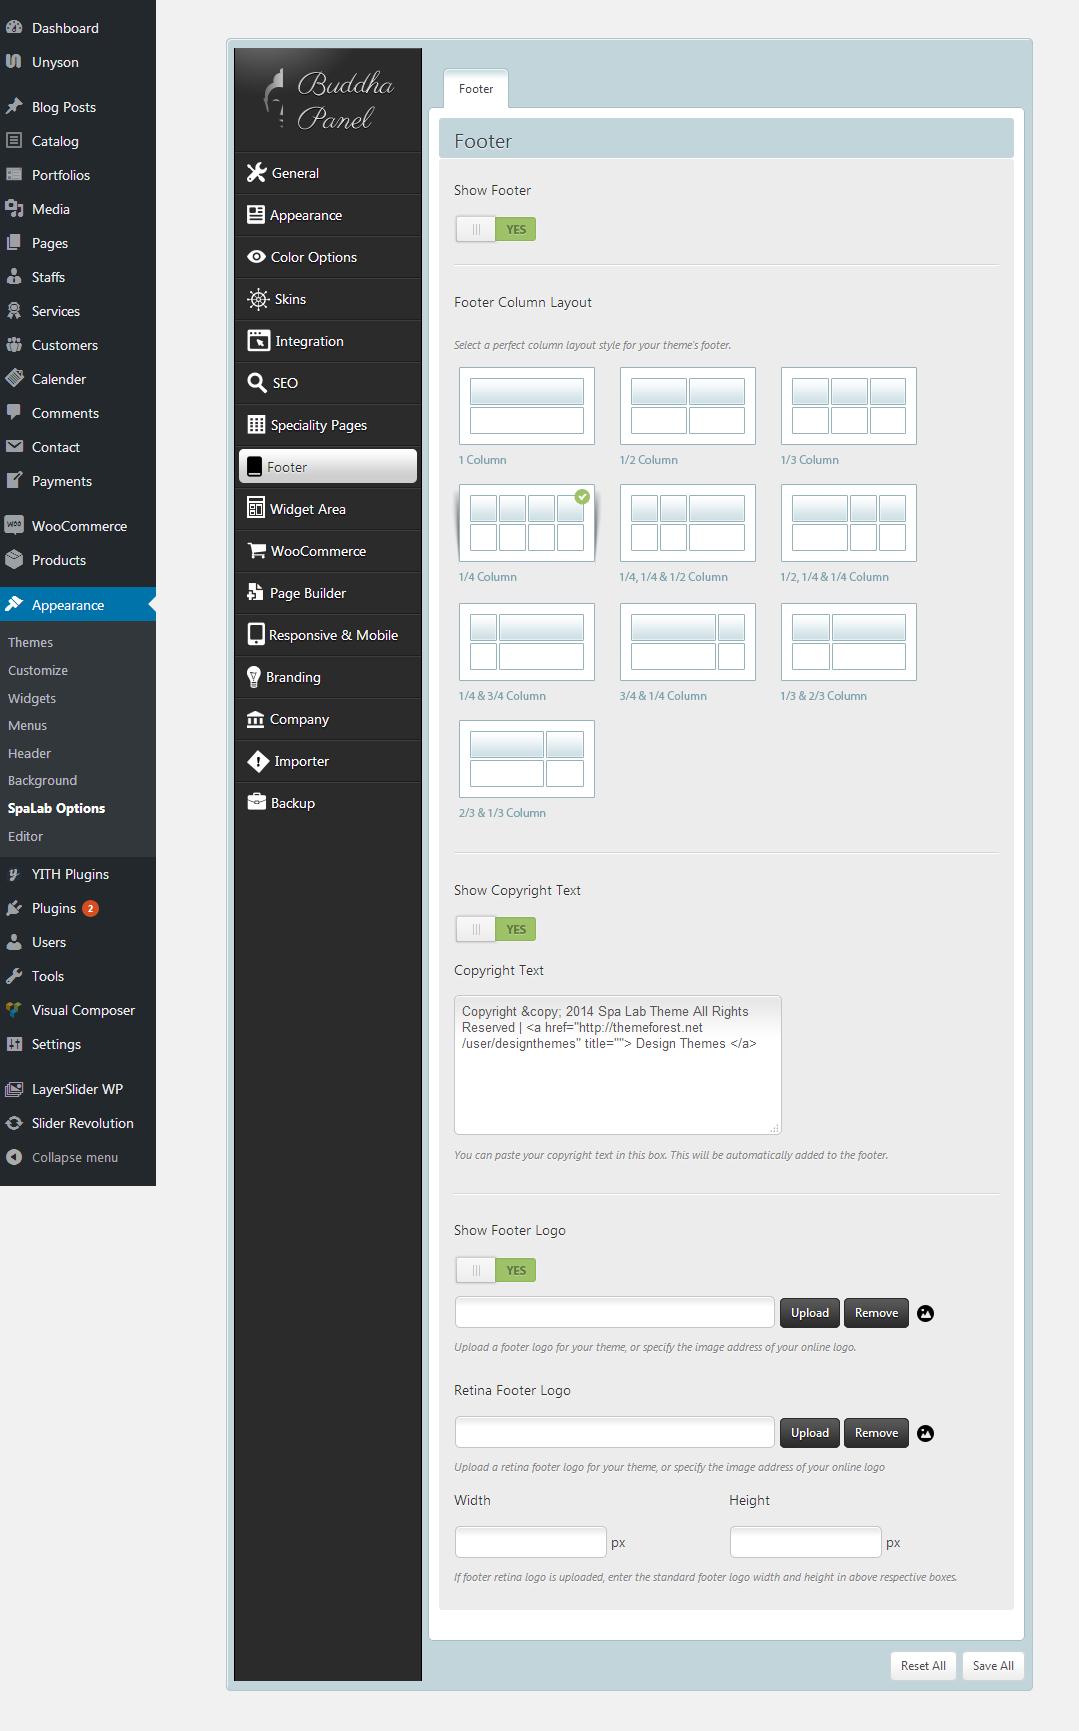 Dashboard
Unyson
Blog Posts
Catalog
Portfolios
Media
Pages
Staffs
Services
Customers
Calender
Comments
Contact
Payments
WOO WooCommerce
Products
Appearance
Themes
Customize
Widgets
Menus
Header
Background
SpaLab Options
Editor
YITH Plugins
Plugins 2
Users
Tools
Visual Composer
Settings
LayerSlider WP
Slider Revolution
Collapse menu
Buddha
Panel
General
Appearance
Color Options
Skins
Integration
SEO
Speciality Pages
Footer
Widget Area
WooCommerce
Page Builder
Responsive & Mobile
Branding
Company
Importer
Backup
Footer
Footer
Show Footer
YES
Footer Column Layout
Select a perfect column layout style for your theme's footer.
1 Column
1/2 Column
1/3 Column
1/4 Column
1/4, 1/4 & 1/2 Column
1/2, 1/4 & 1/4 Column
1/4 & 3/4 Column
3/4 & 1/4 Column
1/3 & 2/3 Column
2/3 & 1/3 Column
Show Copyright Text
YES
Copyright Text
Copyright &copy; 2014 Spa Lab Theme All Rights
Reserved | <a href="http://themeforest.net
/user/designthemes" title=""> Design Themes </a>
You can paste your copyright text in this box. This will be automatically added to the footer.
Show Footer Logo
YES
Upload Remove
Upload a footer logo for your theme, or specify the image address of your online logo.
Retina Footer Logo
Upload Remove
Upload a retina footer logo for your theme, or specify the image address of your online logo
Width Height
px px
If footer retina logo is uploaded, enter the standard footer logo width and height in above respective boxes.
Reset All Save All